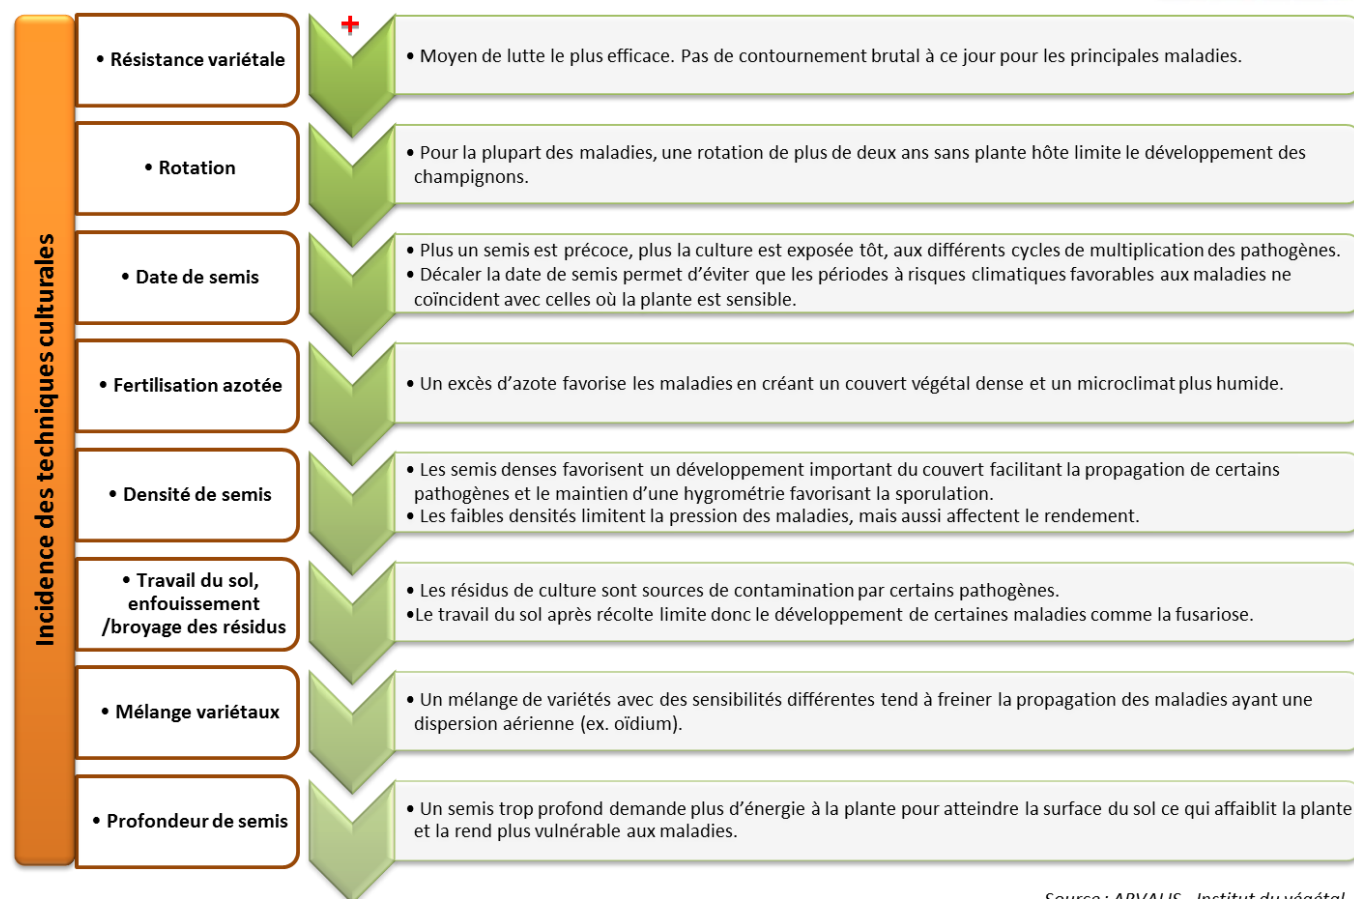 Incidence des techniques culturales
• Résistance variétale
+
• Moyen de lutte le plus efficace. Pas de contournement brutal à ce jour pour les principales maladies.
• Rotation
• Pour la plupart des maladies, une rotation de plus de deux ans sans plante hôte limite le développement des
champignons.
• Date de semis
• Plus un semis est précoce, plus la culture est exposée tôt, aux différents cycles de multiplication des pathogènes.
• Décaler la date de semis permet d’éviter que les périodes à risques climatiques favorables aux maladies ne
coïncident avec celles où la plante est sensible.
• Fertilisation azotée
• Un excès d’azote favorise les maladies en créant un couvert végétal dense et un microclimat plus humide.
• Densité de semis
• Les semis denses favorisent un développement important du couvert facilitant la propagation de certains
pathogènes et le maintien d’une hygrométrie favorisant la sporulation.
• Les faibles densités limitent la pression des maladies, mais aussi affectent le rendement.
• Travail du sol,
enfouissement
/broyage des résidus
• Les résidus de culture sont sources de contamination par certains pathogènes.
•Le travail du sol après récolte limite donc le développement de certaines maladies comme la fusariose.
• Mélange variétaux
• Un mélange de variétés avec des sensibilités différentes tend à freiner la propagation des maladies ayant une
dispersion aérienne (ex. oïdium).
• Profondeur de semis
• Un semis trop profond demande plus d’énergie à la plante pour atteindre la surface du sol ce qui affaiblit la plante
et la rend plus vulnérable aux maladies.
Source : ARVALIS - Institut du végétal